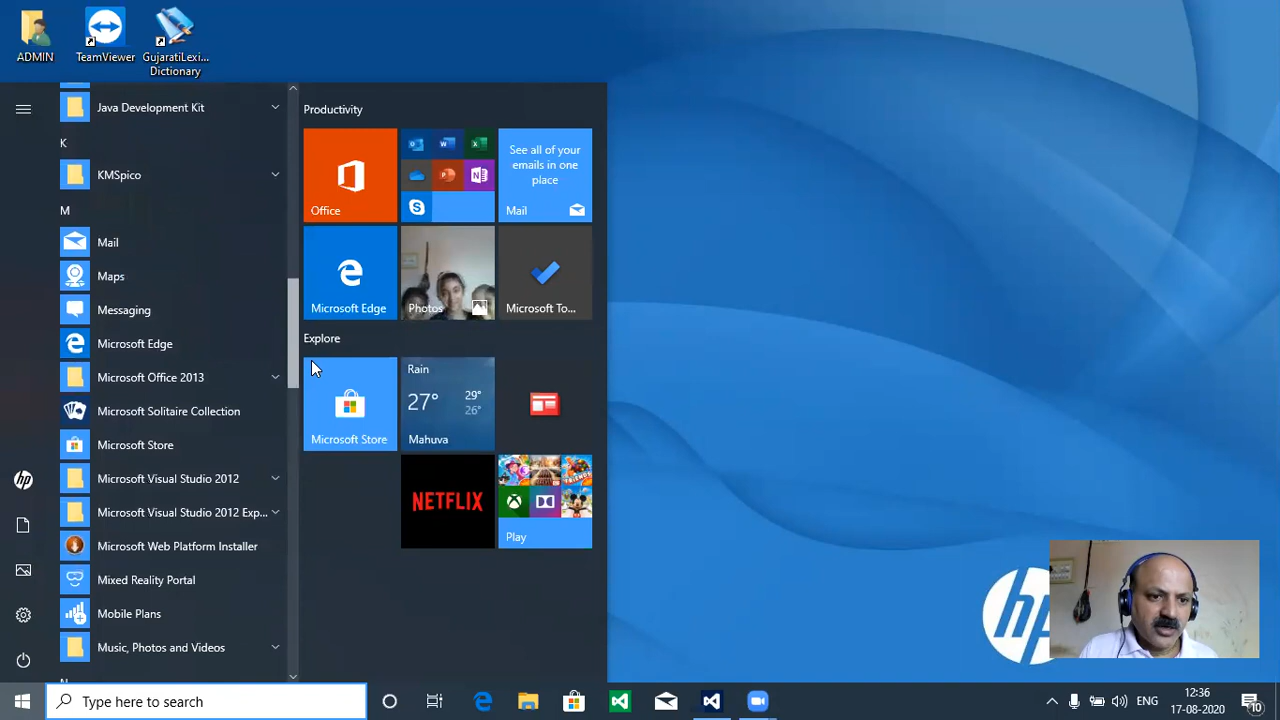 ADMIN
TeamViewer
GujaratiLexi...
Dictionary
Java Development Kit
K
KMSpico
M
Mail
Maps
Messaging
Microsoft Edge
Microsoft Office 2013
Microsoft Solitaire Collection
Microsoft Store
Microsoft Visual Studio 2012
Microsoft Visual Studio 2012 Exp...
Microsoft Web Platform Installer
Mixed Reality Portal
Mobile Plans
Music, Photos and Videos
Productivity
Office
See all of your
emails in one
place
Mail
Microsoft Edge
Photos
Microsoft To...
Explore
Microsoft Store
Rain
27° 29°
26°
Mahuva
NETFLIX
Play
hp
Type here to search
ENG
12:36
17-08-2020
10